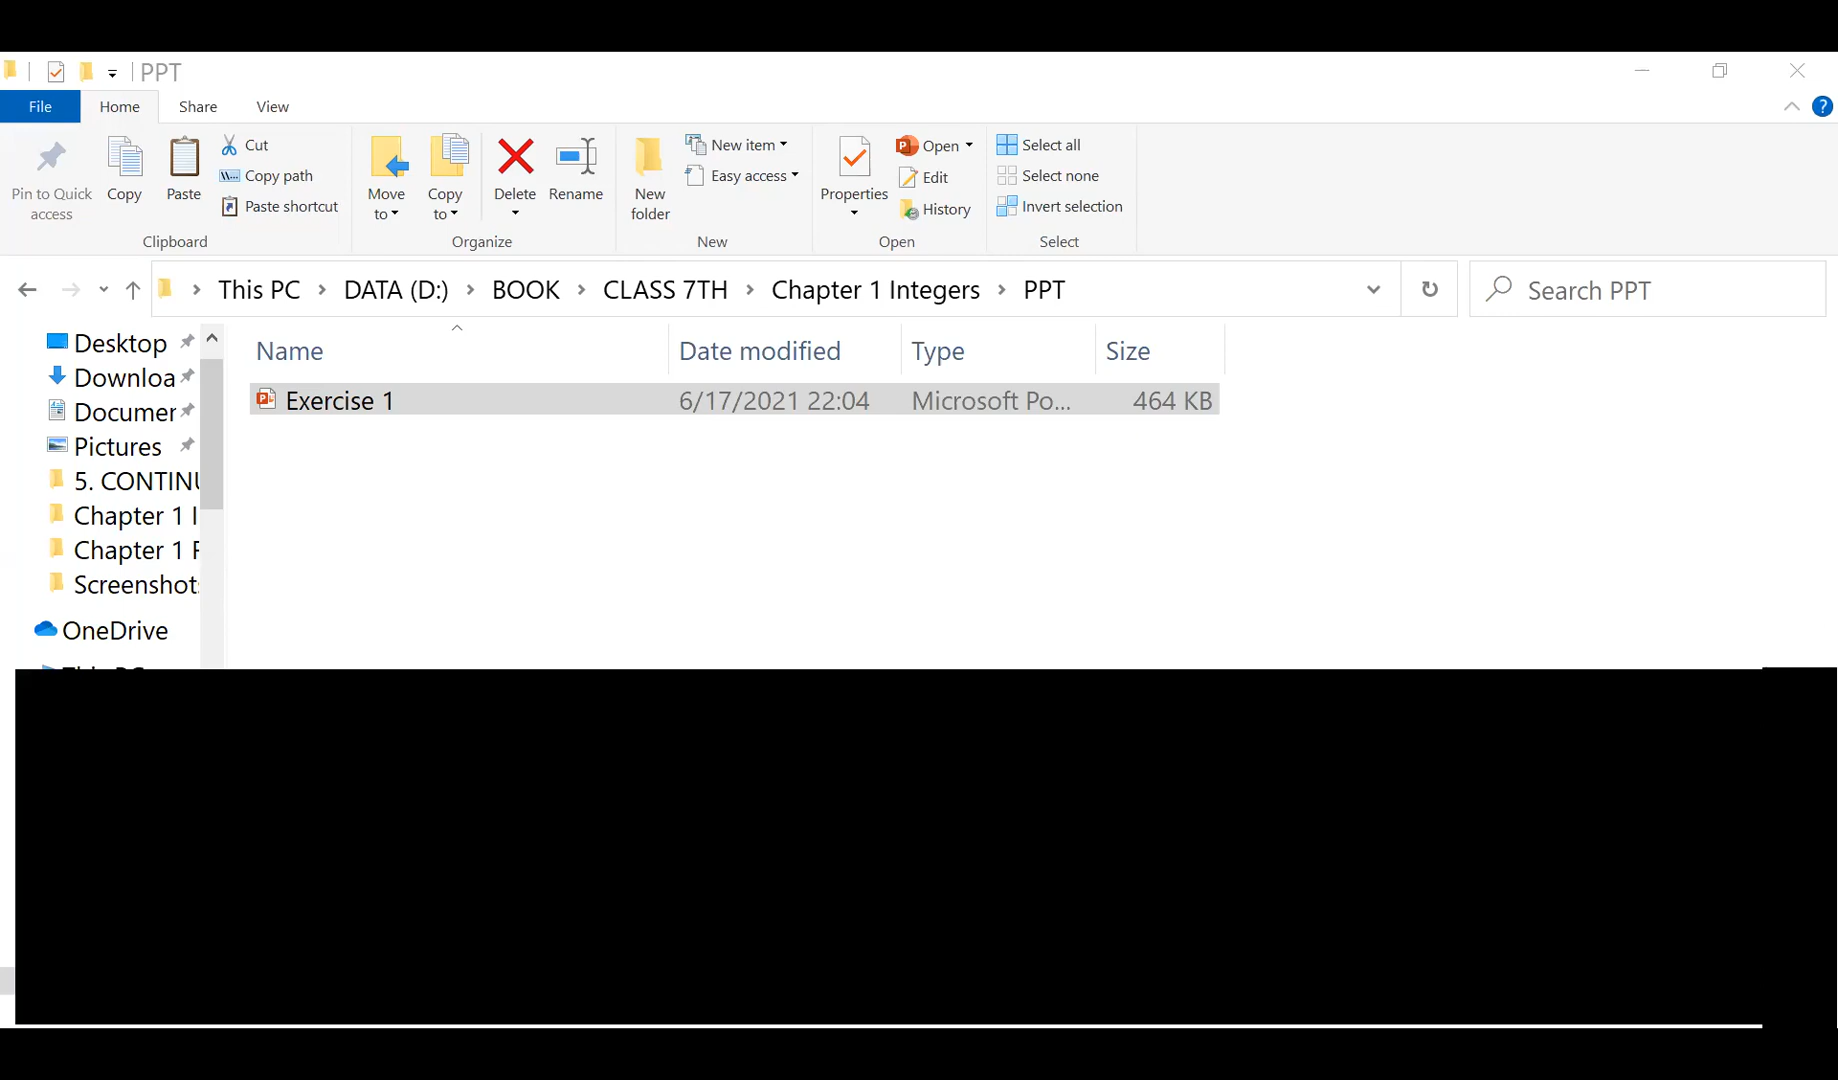 PPT
File Home Share View
Pin to Quick access
Copy
Paste
Cut
Copy path
Paste shortcut
Clipboard
Move to
Copy to
Delete
Rename
Organize
New folder
New item
Easy access
New
Properties
Open
Edit
History
Open
Select all
Select none
Invert selection
Select
This PC > DATA (D:) > BOOK > CLASS 7TH > Chapter 1 Integers > PPT
Search PPT
Name Date modified Type Size
Exercise 1 6/17/2021 22:04 Microsoft Po... 464 KB
Desktop
Downloa
Documer
Pictures
5. CONTINU
Chapter 1 I
Chapter 1 F
Screenshot
OneDrive